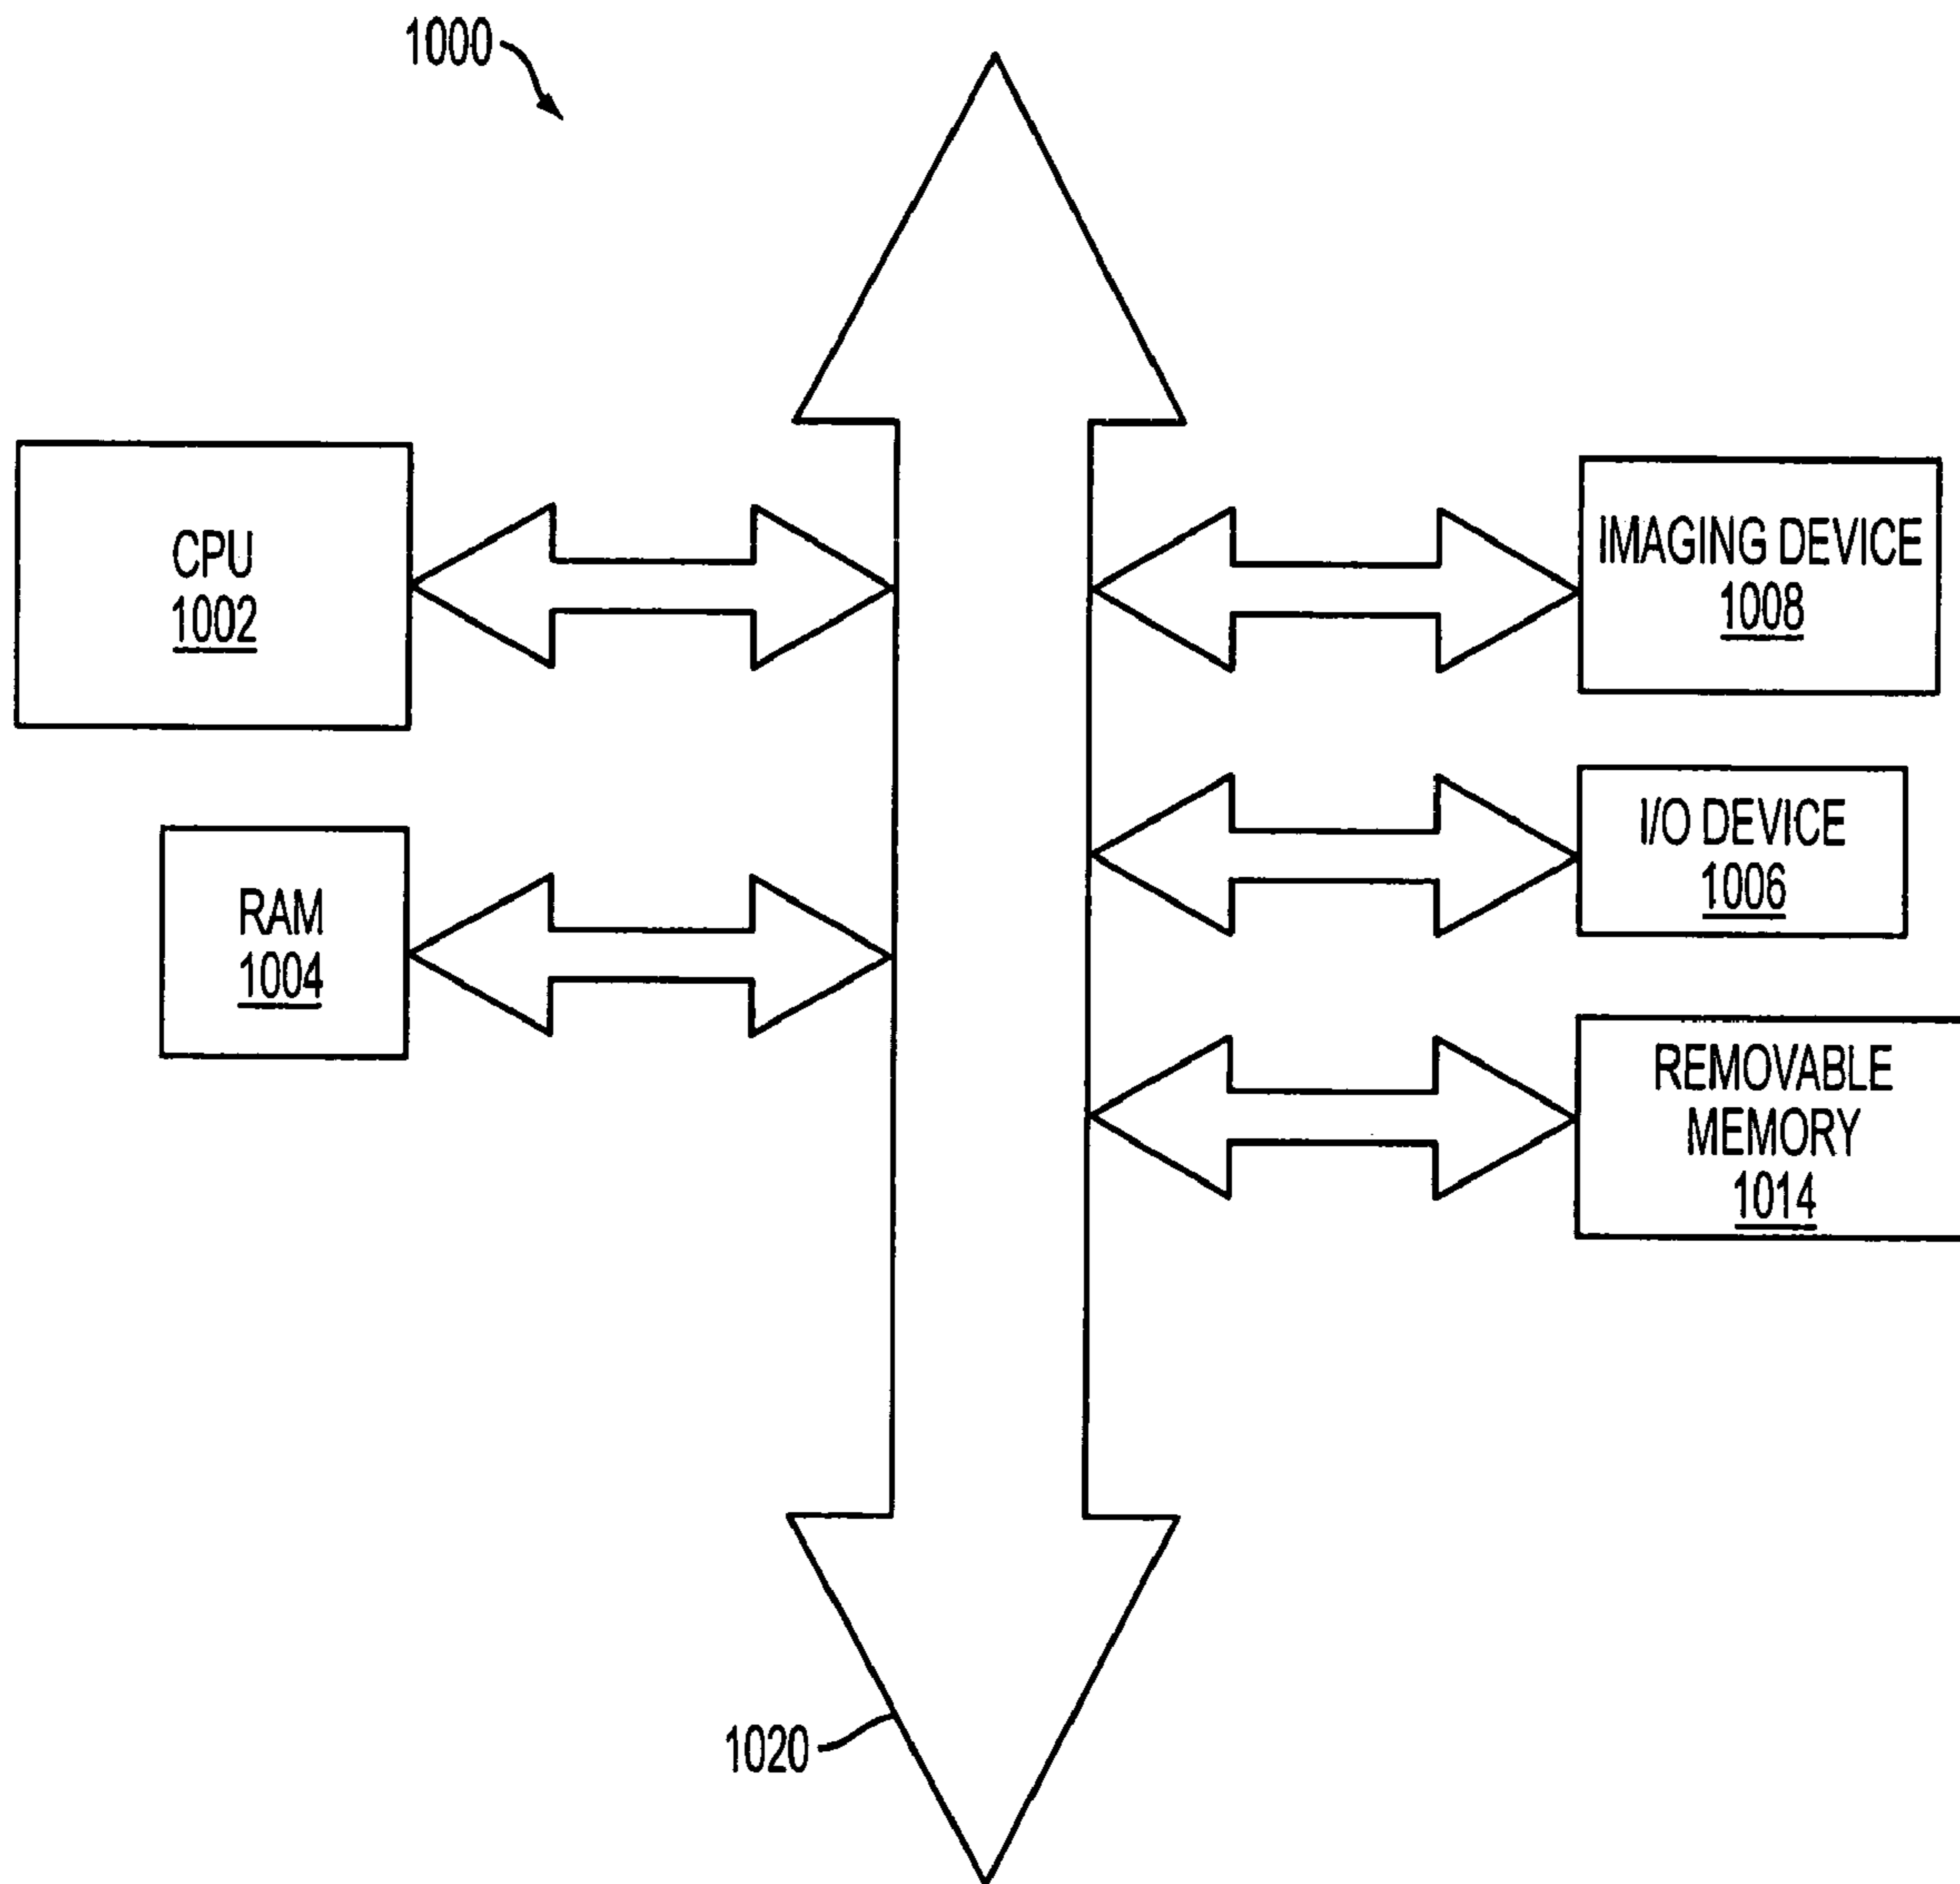 1000
CPU
1002
IMAGING DEVICE
1008
I/O DEVICE
1006
RAM
1004
REMOVABLE
MEMORY
1014
1020